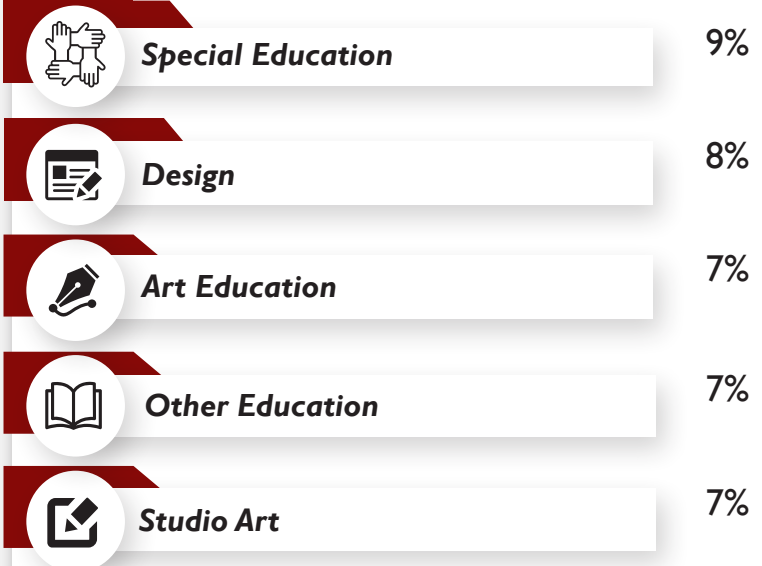 Special Education 9%
Design 8%
Art Education 7%
Other Education 7%
Studio Art 7%